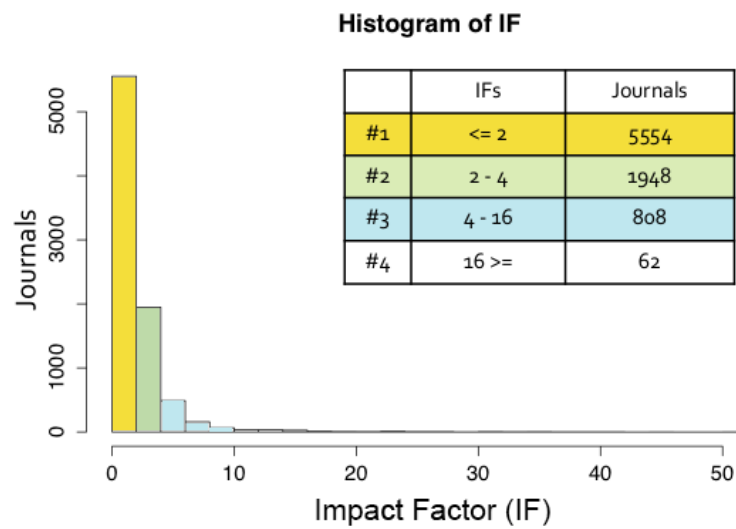 Histogram of IF
IFs Journals
#1 <= 2 5554
#2 2 - 4 1948
#3 4 - 16 808
#4 16 >= 62
Journals
5000
3000
1000
0
0 10 20 30 40 50
Impact Factor (IF)